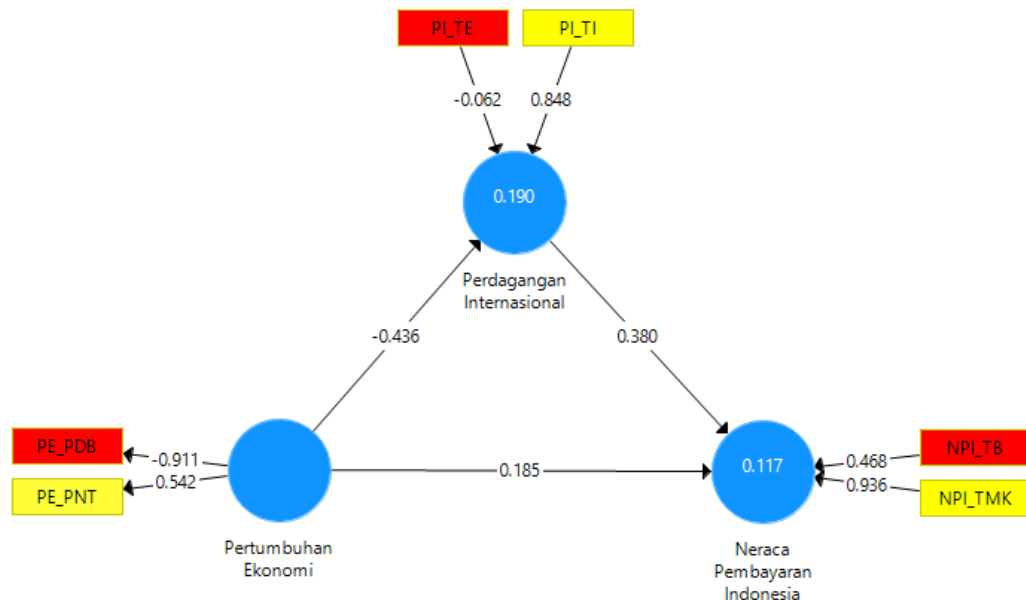 PI_TE
PI_TI
-0.062
0.848
0.190
Perdagangan
Internasional
-0.436
0.380
PE_PDB
-0.911
PE_PNT
0.542
0.185
0.117
0.468
NPI_TB
0.936
NPI_TMK
Pertumbuhan
Ekonomi
Neraca
Pembayaran
Indonesia